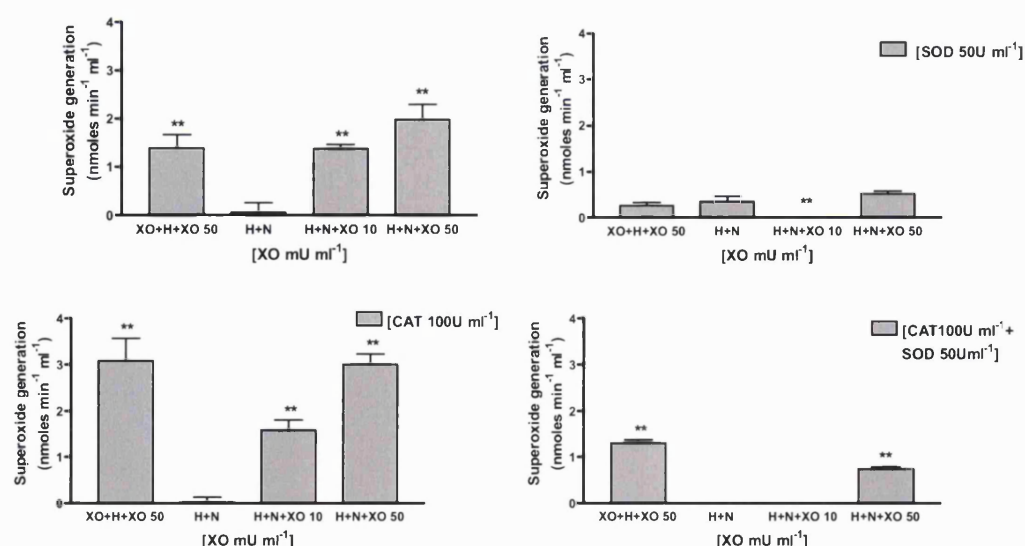 Superoxide generation
(nmoles min⁻¹ ml⁻¹)
4
3
2
1
0
**
**
**
XO+H+XO 50 H+N H+N+XO 10 H+N+XO 50
[XO mU ml⁻¹]
Superoxide generation
(nmoles min⁻¹ ml⁻¹)
4
3
2
1
0
[SOD 50U ml⁻¹]
**
XO+H+XO 50 H+N H+N+XO 10 H+N+XO 50
[XO mU ml⁻¹]
Superoxide generation
(nmoles min⁻¹ ml⁻¹)
4
3
2
1
0
[CAT 100U ml⁻¹]
**
**
**
XO+H+XO 50 H+N H+N+XO 10 H+N+XO 50
[XO mU ml⁻¹]
Superoxide generation
(nmoles min⁻¹ ml⁻¹)
4
3
2
1
0
[CAT100U ml⁻¹+
SOD 50Uml⁻¹]
**
**
XO+H+XO 50 H+N H+N+XO 10 H+N+XO 50
[XO mU ml⁻¹]